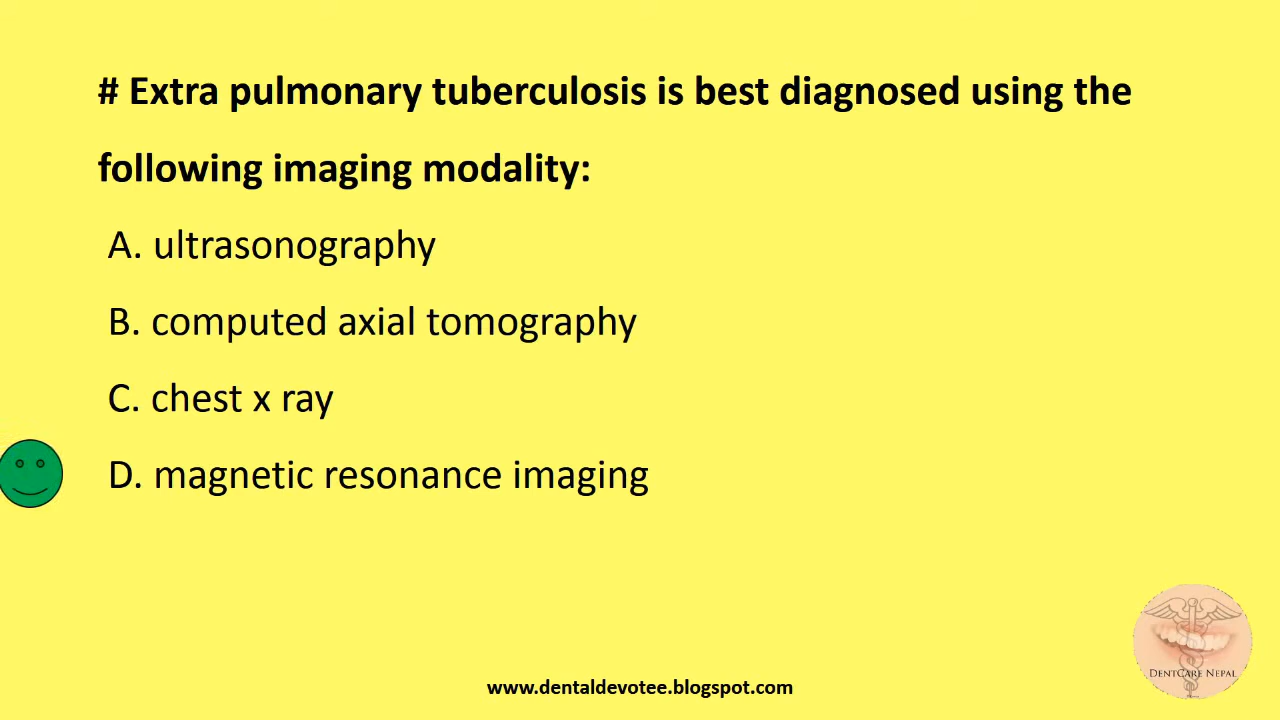 # Extra pulmonary tuberculosis is best diagnosed using the
following imaging modality:
A. ultrasonography
B. computed axial tomography
C. chest x ray
D. magnetic resonance imaging
DENTCARE NEPAL
www.dentaldevotee.blogspot.com